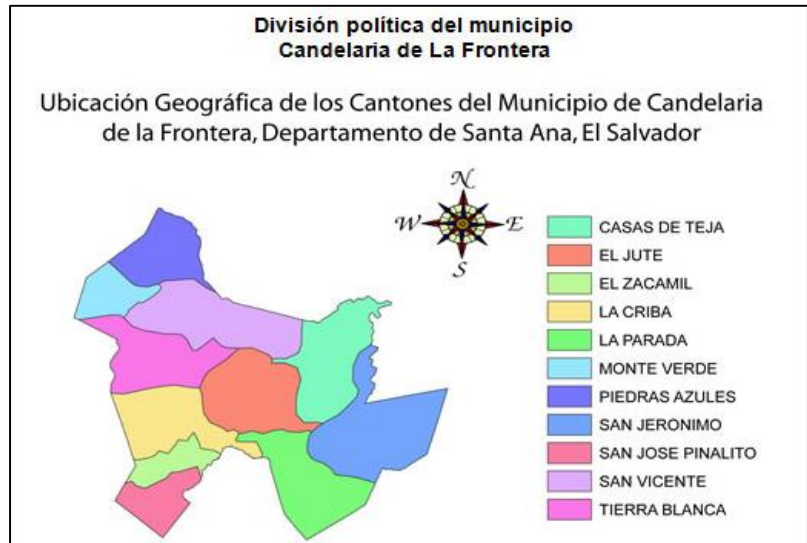 División política del municipio
Candelaria de La Frontera
Ubicación Geográfica de los Cantones del Municipio de Candelaria
de la Frontera, Departamento de Santa Ana, El Salvador
N
W
E
S
CASAS DE TEJA
EL JUTE
EL ZACAMIL
LA CRIBA
LA PARADA
MONTE VERDE
PIEDRAS AZULES
SAN JERONIMO
SAN JOSE PINALITO
SAN VICENTE
TIERRA BLANCA